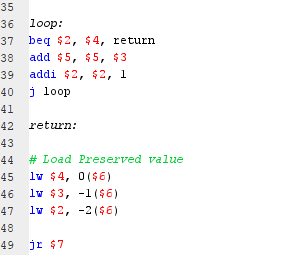 35
36 loop:
37 beq $2, $4, return
38 add $5, $5, $3
39 addi $2, $2, 1
40 j loop
41
42 return:
43
44 # Load Preserved value
45 lw $4, 0($6)
46 lw $3, -1($6)
47 lw $2, -2($6)
48
49 jr $7